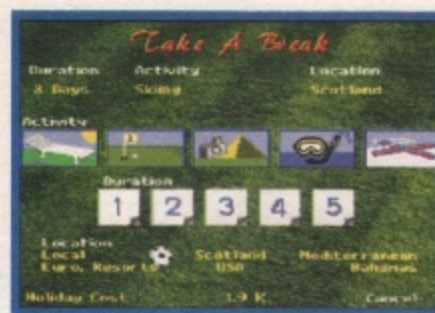 Take A Break
Duration Activity Location
3 Days Skiing Scotland
Activity
Duration
1 2 3 4 5
Location
Local Scotland Mediterranean
Euro. Resorts USA Bahamas
Holiday Cost 1.9 K Cancel